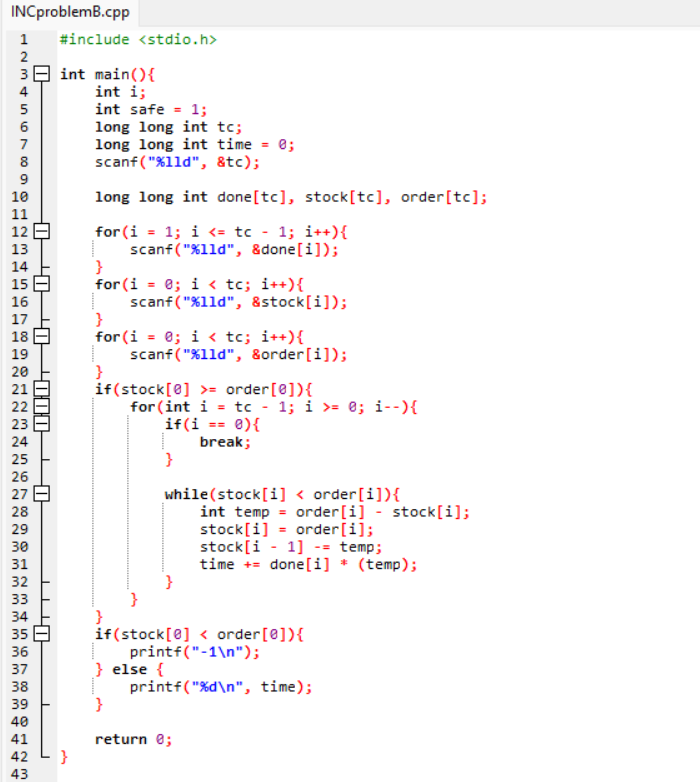 INCproblemB.cpp
1 #include <stdio.h>
2
3 int main(){
4 int i;
5 int safe = 1;
6 long long int tc;
7 long long int time = 0;
8 scanf("%lld", &tc);
9
10 long long int done[tc], stock[tc], order[tc];
11
12 for(i = 1; i <= tc - 1; i++){
13 scanf("%lld", &done[i]);
14 }
15 for(i = 0; i < tc; i++){
16 scanf("%lld", &stock[i]);
17 }
18 for(i = 0; i < tc; i++){
19 scanf("%lld", &order[i]);
20 }
21 if(stock[0] >= order[0]){
22 for(int i = tc - 1; i >= 0; i--){
23 if(i == 0){
24 break;
25 }
26
27 while(stock[i] < order[i]){
28 int temp = order[i] - stock[i];
29 stock[i] = order[i];
30 stock[i - 1] -= temp;
31 time += done[i] * (temp);
32 }
33 }
34 }
35 if(stock[0] < order[0]){
36 printf("-1\n");
37 } else {
38 printf("%d\n", time);
39 }
40
41 return 0;
42 }
43